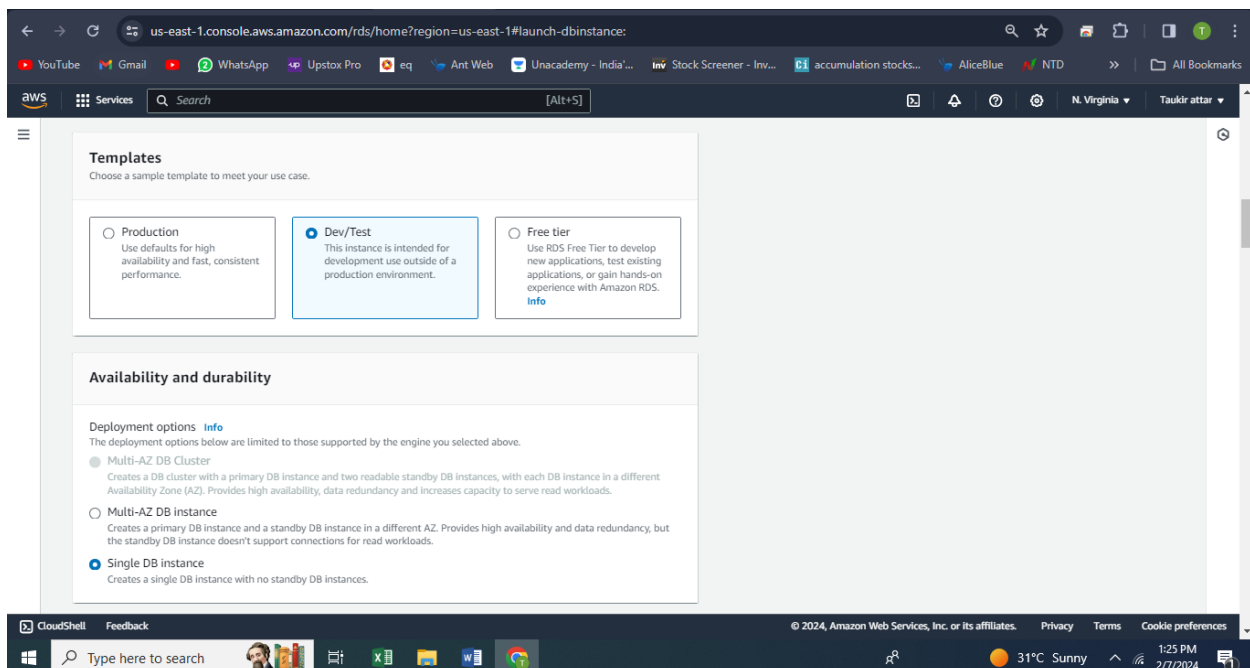 us-east-1.console.aws.amazon.com/rds/home?region=us-east-1#launch-dbinstance:
T
YouTube Gmail WhatsApp Upstox Pro eq Ant Web Unacademy - India'... Stock Screener - Inv... accumulation stocks... AliceBlue NTD » All Bookmarks
aws Services Search [Alt+S] N. Virginia Taukir attar
Templates
Choose a sample template to meet your use case.
Production
Use defaults for high
availability and fast, consistent
performance.
Dev/Test
This instance is intended for
development use outside of a
production environment.
Free tier
Use RDS Free Tier to develop
new applications, test existing
applications, or gain hands-on
experience with Amazon RDS.
Info
Availability and durability
Deployment options Info
The deployment options below are limited to those supported by the engine you selected above.
Multi-AZ DB Cluster
Creates a DB cluster with a primary DB instance and two readable standby DB instances, with each DB instance in a different
Availability Zone (AZ). Provides high availability, data redundancy and increases capacity to serve read workloads.
Multi-AZ DB instance
Creates a primary DB instance and a standby DB instance in a different AZ. Provides high availability and data redundancy, but
the standby DB instance doesn't support connections for read workloads.
Single DB instance
Creates a single DB instance with no standby DB instances.
CloudShell Feedback © 2024, Amazon Web Services, Inc. or its affiliates. Privacy Terms Cookie preferences
Type here to search 31°C Sunny 1:25 PM
2/7/2024